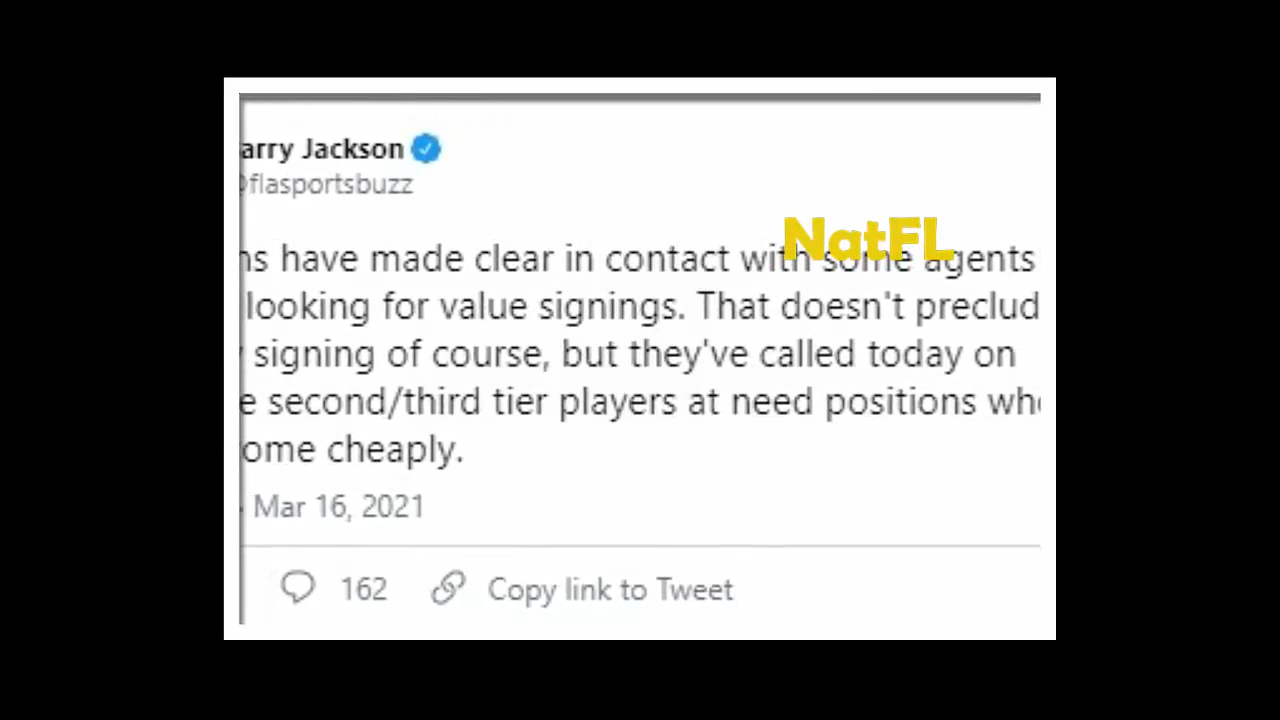 arry Jackson
@flasportsbuzz
NatFL
ns have made clear in contact with some agents
looking for value signings. That doesn't preclud
signing of course, but they've called today on
e second/third tier players at need positions who
ome cheaply.
Mar 16, 2021
162 Copy link to Tweet